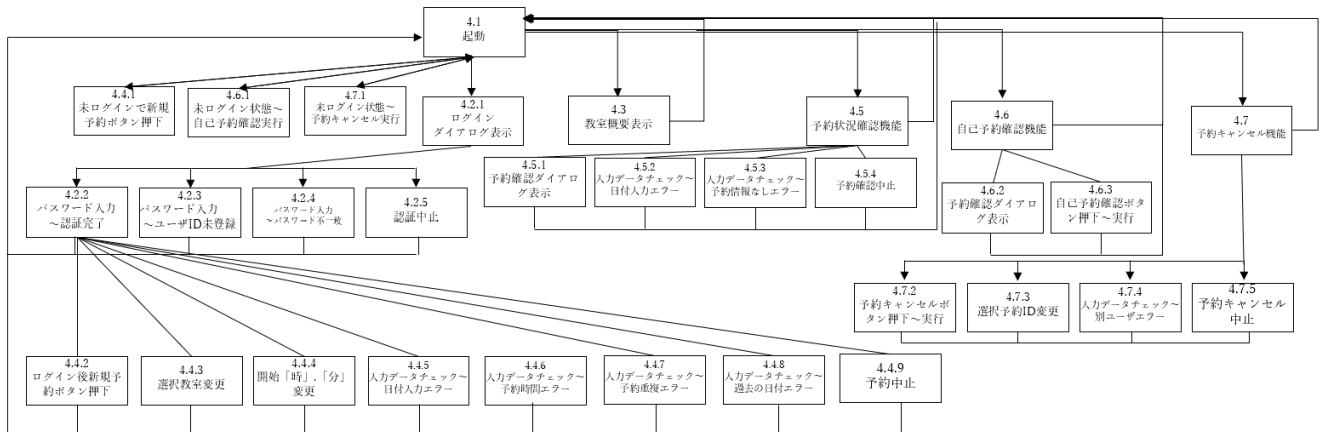 4.1
起動
4.4.1
未ログインで新規
予約ボタン押下
4.6.1
未ログイン状態～
自己予約確認実行
4.7.1
未ログイン状態～
予約キャンセル実行
4.2.1
ログイン
ダイアログ表示
4.3
教室概要表示
4.5
予約状況確認機能
4.6
自己予約確認機能
4.7
予約キャンセル機能
4.5.1
予約確認ダイアロ
グ表示
4.5.2
入力データチェック～
日付入力エラー
4.5.3
入力データチェック～
予約情報なしエラー
4.5.4
予約確認中止
4.2.2
パスワード入力
～認証完了
4.2.3
パスワード入力
～ユーザID未登録
4.2.4
パスワード入力
～パスワード不一致
4.2.5
認証中止
4.6.2
予約確認ダイアロ
グ表示
4.6.3
自己予約確認ボタ
ン押下～実行
4.7.2
予約キャンセルボ
タン押下～実行
4.7.3
選択予約ID変更
4.7.4
入力データチェック～
別ユーザエラー
4.7.5
予約キャンセル
中止
4.4.2
ログイン後新規予
約ボタン押下
4.4.3
選択教室変更
4.4.4
開始「時」,「分」
変更
4.4.5
入力データチェック～
日付入力エラー
4.4.6
入力データチェック～
予約時間エラー
4.4.7
入力データチェック～
予約重複エラー
4.4.8
入力データチェック～
過去の日付エラー
4.4.9
予約中止